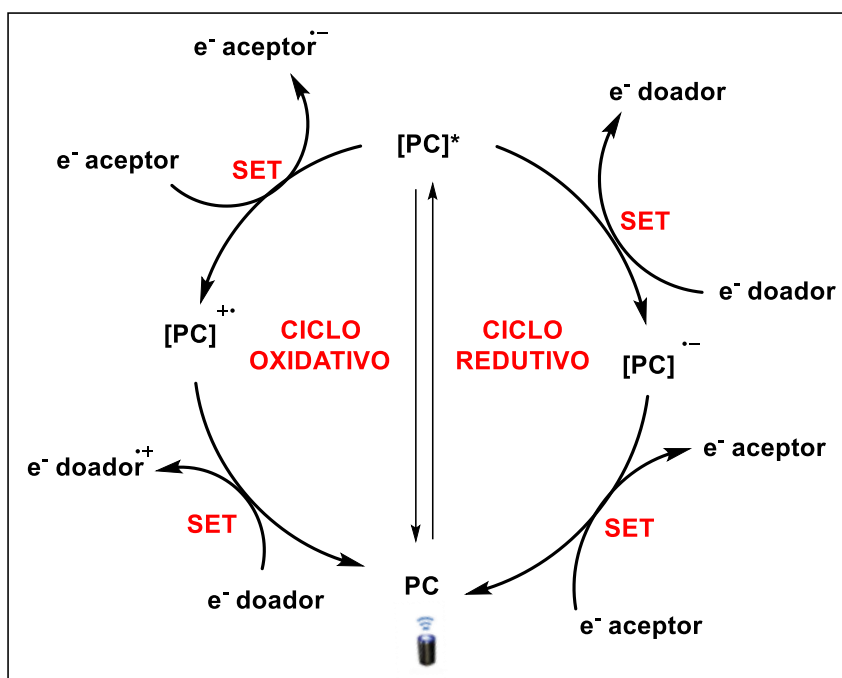 e⁻ aceptor·−
e⁻ doador
[PC]*
e⁻ aceptor
SET
SET
e⁻ doador
[PC]+·
CICLO
OXIDATIVO
CICLO
REDUTIVO
[PC]·−
e⁻ doador·+
e⁻ aceptor
SET
SET
PC
e⁻ doador
e⁻ aceptor